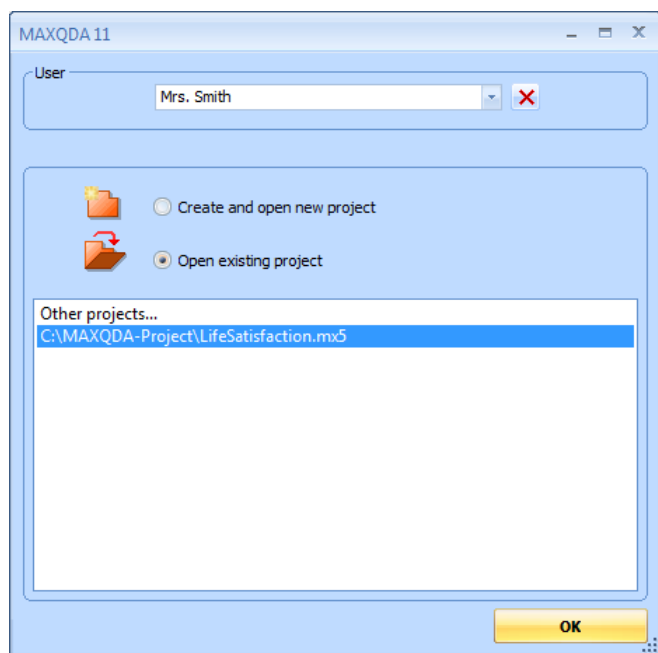 MAXQDA 11
User
Mrs. Smith
Create and open new project
Open existing project
Other projects...
C:\MAXQDA-Project\LifeSatisfaction.mx5
OK